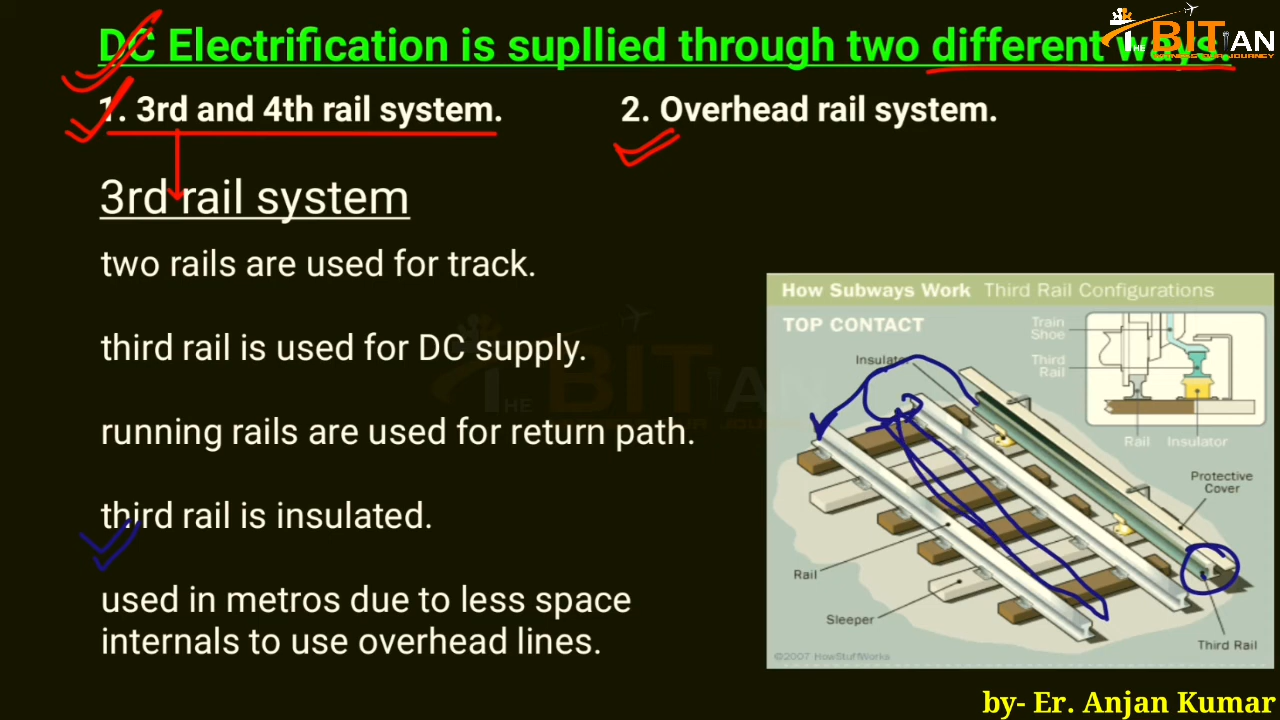 DC Electrification is supllied through two different ways.
THE BITIAN
1. 3rd and 4th rail system.
2. Overhead rail system.
3rd rail system
two rails are used for track.
third rail is used for DC supply.
running rails are used for return path.
third rail is insulated.
used in metros due to less space
internals to use overhead lines.
How Subways Work Third Rail Configurations
TOP CONTACT
Train
Shoe
Third
Rail
Rail
Insulator
Insulator
Protective
Cover
Rail
Sleeper
Third Rail
©2007 HowStuffWorks
by- Er. Anjan Kumar